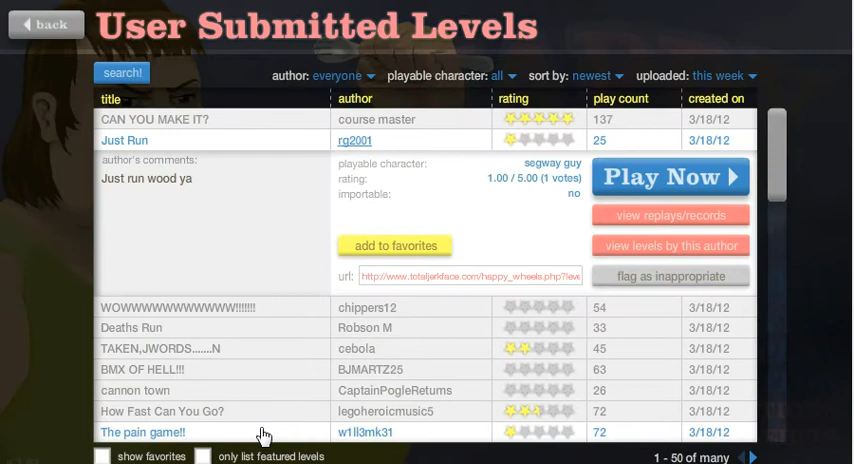 back
User Submitted Levels
search!
author: everyone playable character: all sort by: newest uploaded: this week
title author rating play count created on
CAN YOU MAKE IT? course master 137 3/18/12
Just Run rg2001 25 3/18/12
author's comments:
Just run wood ya
playable character: segway guy
rating: 1.00 / 5.00 (1 votes)
importable: no
Play Now
view replays/records
add to favorites
view levels by this author
url: http://www.totaljerkface.com/happy_wheels.php?leve
flag as inappropriate
WOWWWWWWWWWWW!!!!!!! chippers12 54 3/18/12
Deaths Run Robson M 33 3/18/12
TAKEN,JWORDS.......N cebola 45 3/18/12
BMX OF HELL!!! BJMARTZ25 63 3/18/12
cannon town CaptainPogleReturns 26 3/18/12
How Fast Can You Go? legoheroicmusic5 72 3/18/12
The pain game!! w1ll3mk31 72 3/18/12
show favorites only list featured levels 1 - 50 of many